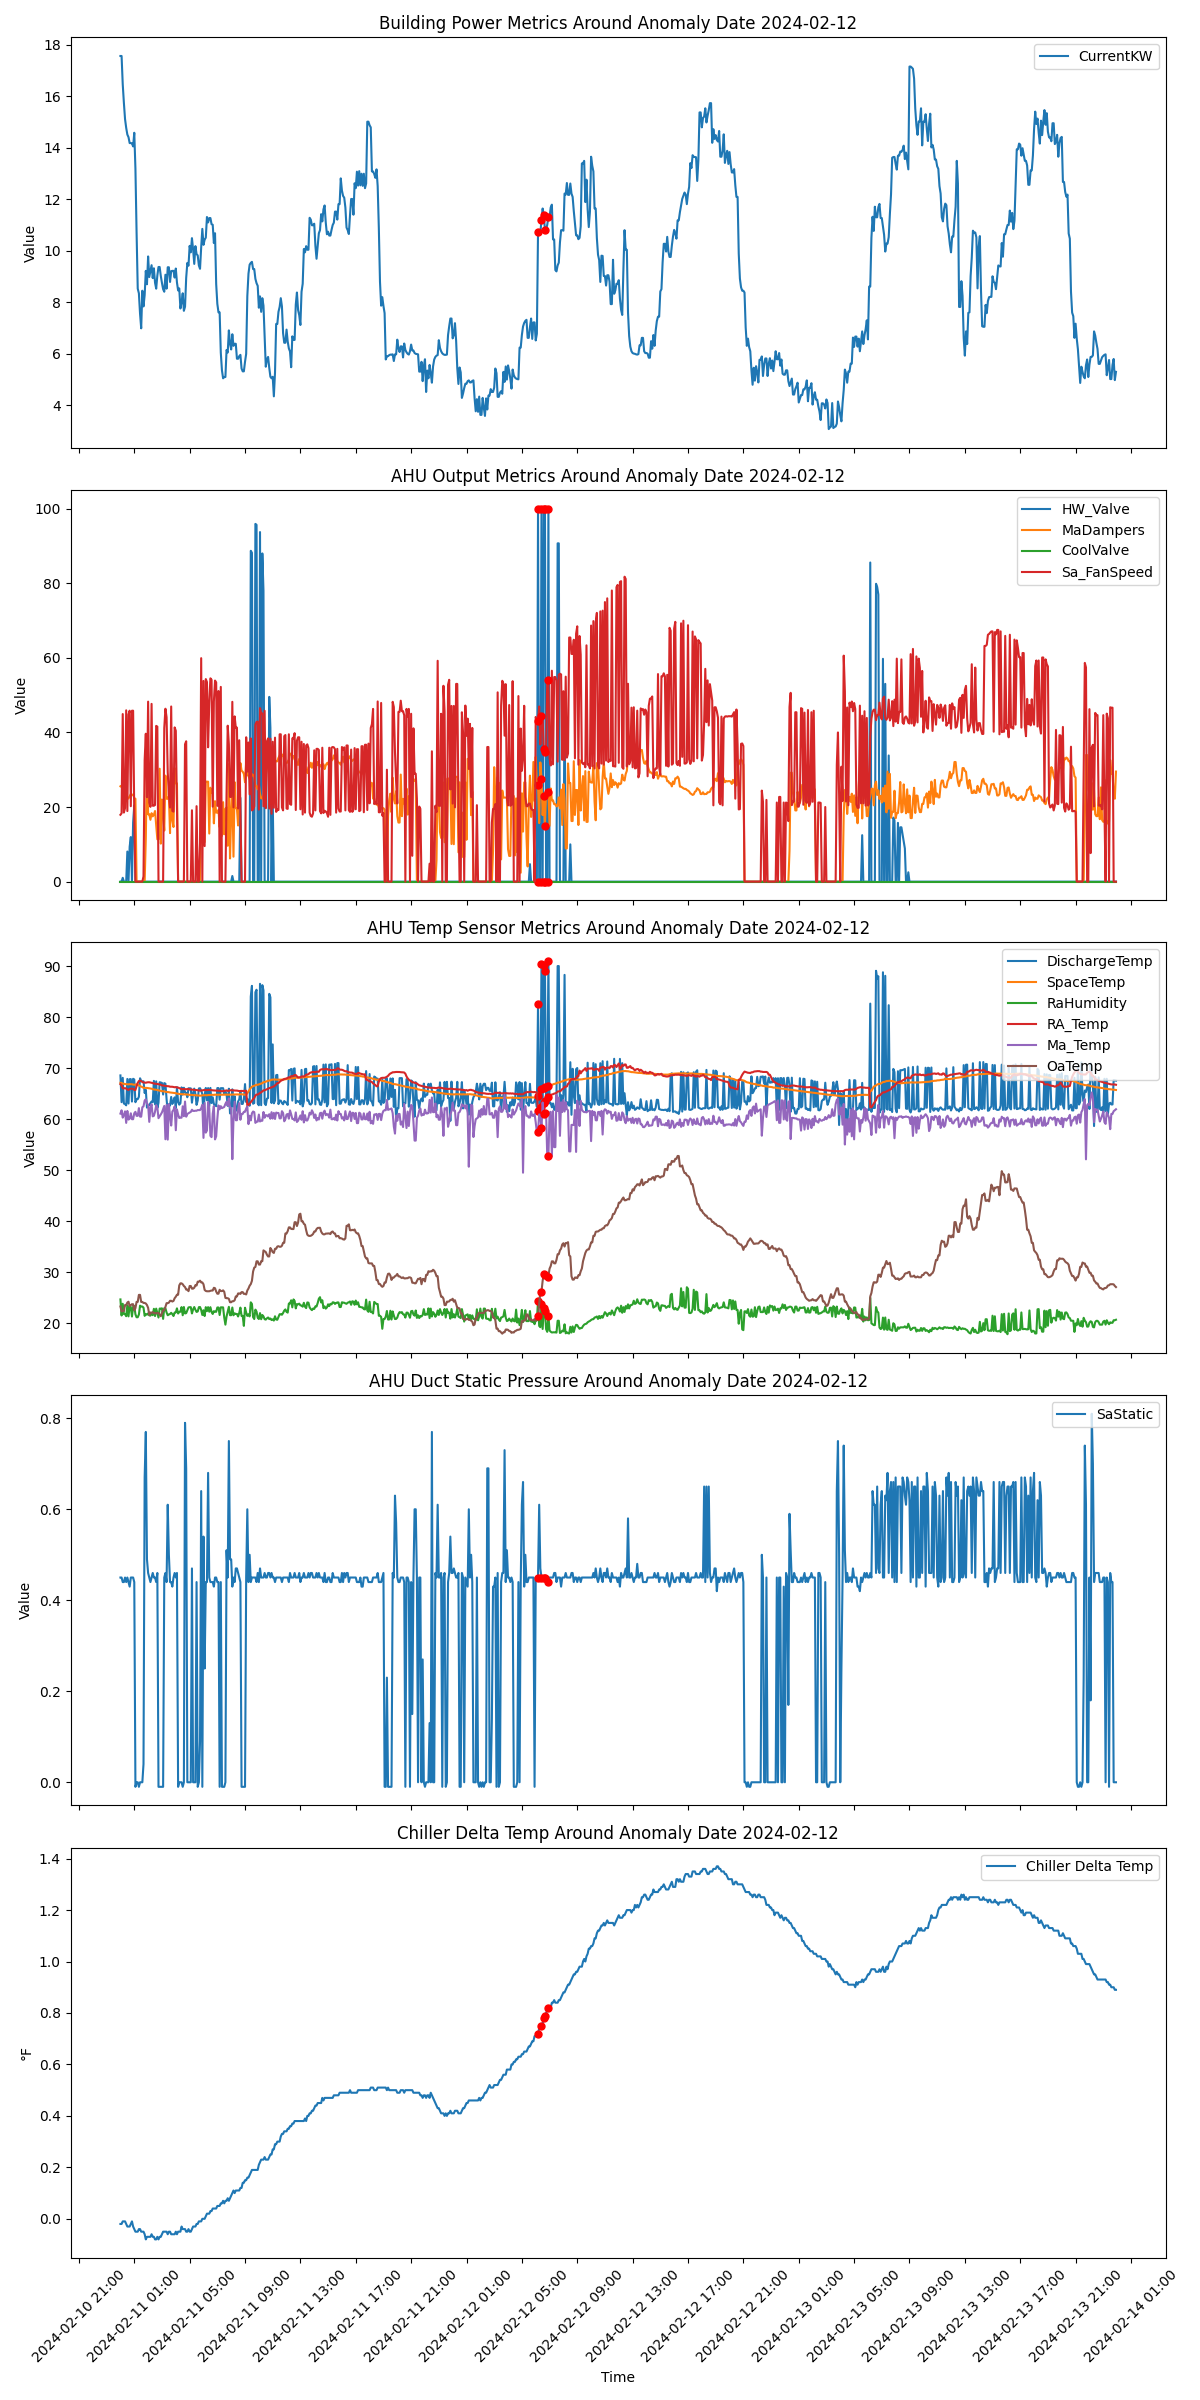 Building Power Metrics Around Anomaly Date 2024-02-12
18
16
14
12
10
8
6
4
Value
CurrentKW
AHU Output Metrics Around Anomaly Date 2024-02-12
100
80
60
40
20
0
Value
HW_Valve
MaDampers
CoolValve
Sa_FanSpeed
AHU Temp Sensor Metrics Around Anomaly Date 2024-02-12
90
80
70
60
50
40
30
20
Value
DischargeTemp
SpaceTemp
RaHumidity
RA_Temp
Ma_Temp
OaTemp
AHU Duct Static Pressure Around Anomaly Date 2024-02-12
0.8
0.6
0.4
0.2
0.0
Value
SaStatic
Chiller Delta Temp Around Anomaly Date 2024-02-12
1.4
1.2
1.0
0.8
0.6
0.4
0.2
0.0
°F
Chiller Delta Temp
2024-02-10 21:00
2024-02-11 01:00
2024-02-11 05:00
2024-02-11 09:00
2024-02-11 13:00
2024-02-11 17:00
2024-02-11 21:00
2024-02-12 01:00
2024-02-12 05:00
2024-02-12 09:00
2024-02-12 13:00
2024-02-12 17:00
2024-02-12 21:00
2024-02-13 01:00
2024-02-13 05:00
2024-02-13 09:00
2024-02-13 13:00
2024-02-13 17:00
2024-02-13 21:00
2024-02-14 01:00
Time